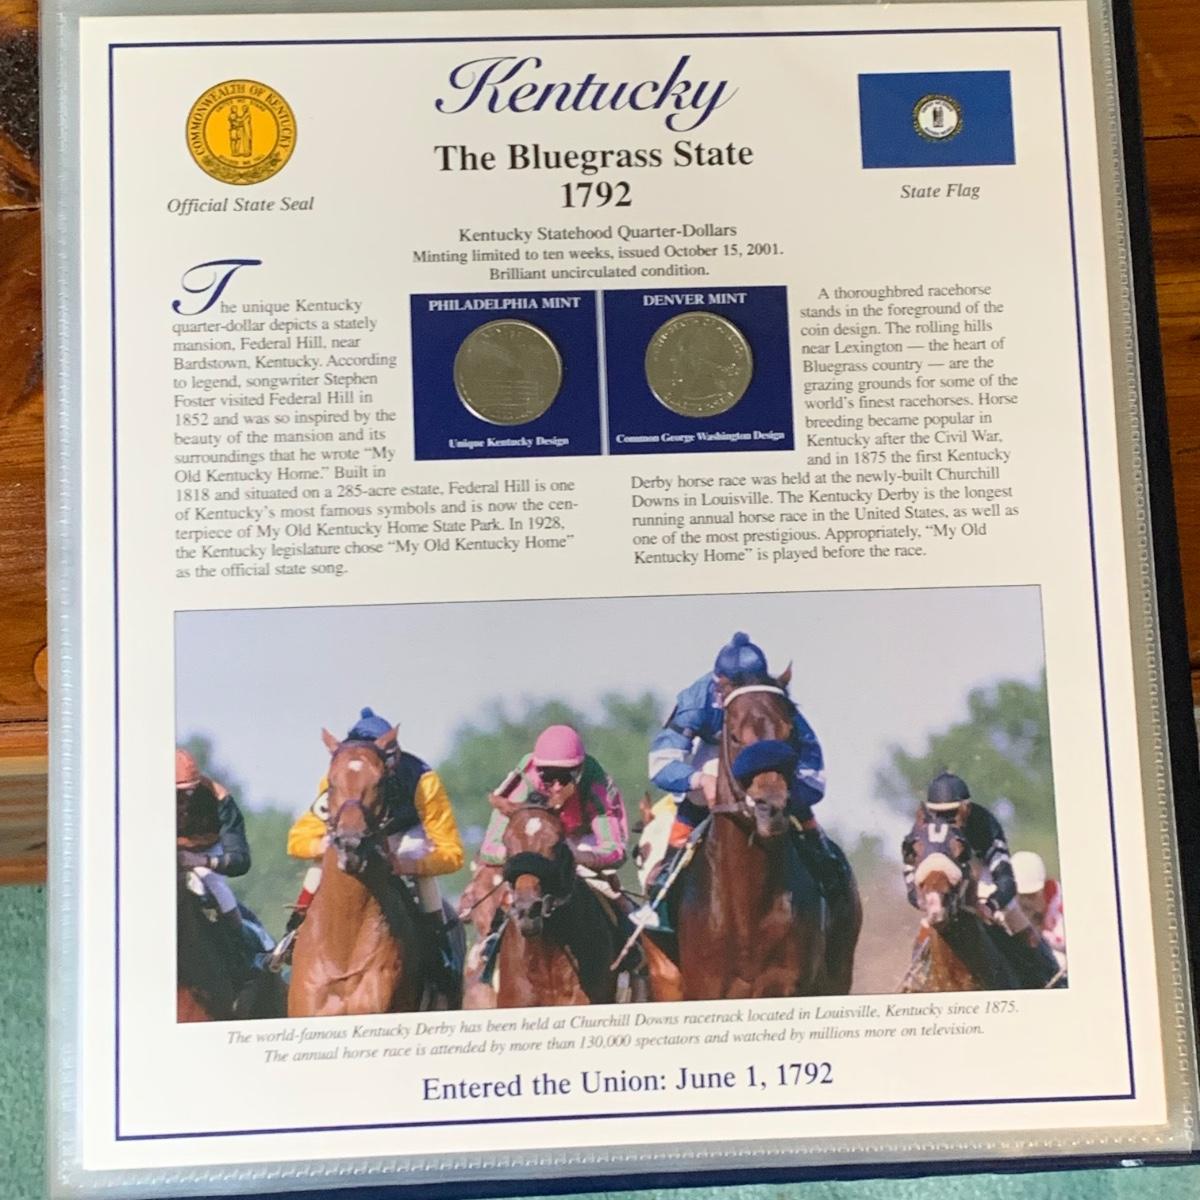 Kentucky
The Bluegrass State
1792
COMMONWEALTH OF KENTUCKY
Official State Seal
State Flag
Kentucky Statehood Quarter-Dollars
Minting limited to ten weeks, issued October 15, 2001.
Brilliant uncirculated condition.
The unique Kentucky
quarter-dollar depicts a stately
mansion, Federal Hill, near
Bardstown, Kentucky. According
to legend, songwriter Stephen
Foster visited Federal Hill in
1852 and was so inspired by the
beauty of the mansion and its
surroundings that he wrote “My
Old Kentucky Home.” Built in
1818 and situated on a 285-acre estate, Federal Hill is one
of Kentucky’s most famous symbols and is now the cen-
terpiece of My Old Kentucky Home State Park. In 1928,
the Kentucky legislature chose “My Old Kentucky Home”
as the official state song.
PHILADELPHIA MINT
Unique Kentucky Design
DENVER MINT
Common George Washington Design
A thoroughbred racehorse
stands in the foreground of the
coin design. The rolling hills
near Lexington — the heart of
Bluegrass country — are the
grazing grounds for some of the
world’s finest racehorses. Horse
breeding became popular in
Kentucky after the Civil War,
and in 1875 the first Kentucky
Derby horse race was held at the newly-built Churchill
Downs in Louisville. The Kentucky Derby is the longest
running annual horse race in the United States, as well as
one of the most prestigious. Appropriately, “My Old
Kentucky Home” is played before the race.
U
The world-famous Kentucky Derby has been held at Churchill Downs racetrack located in Louisville, Kentucky since 1875.
The annual horse race is attended by more than 130,000 spectators and watched by millions more on television.
Entered the Union: June 1, 1792